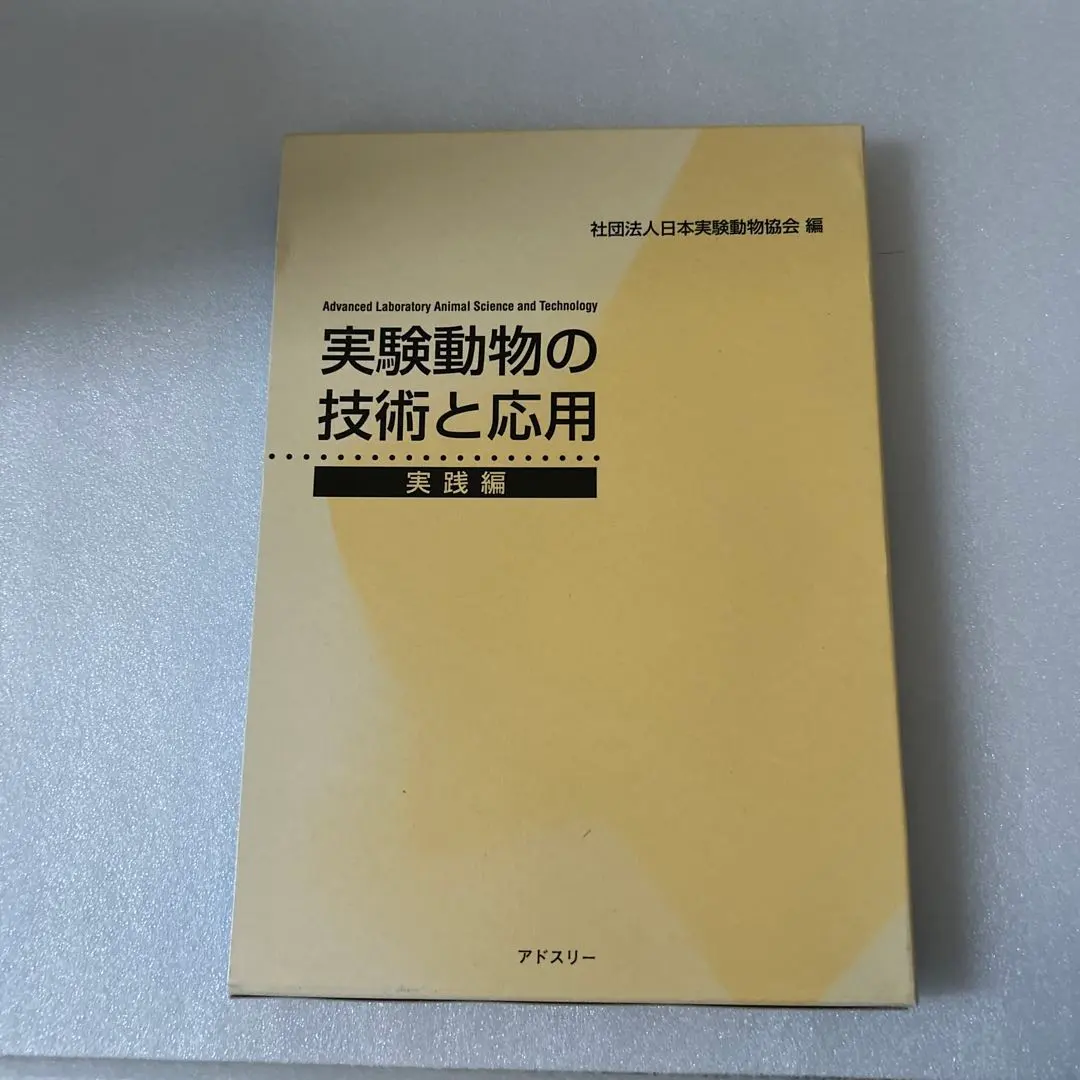 社団法人日本実験動物協会 編
Advanced Laboratory Animal Science and Technology
実験動物の
技術と応用
実践編
アドスリー